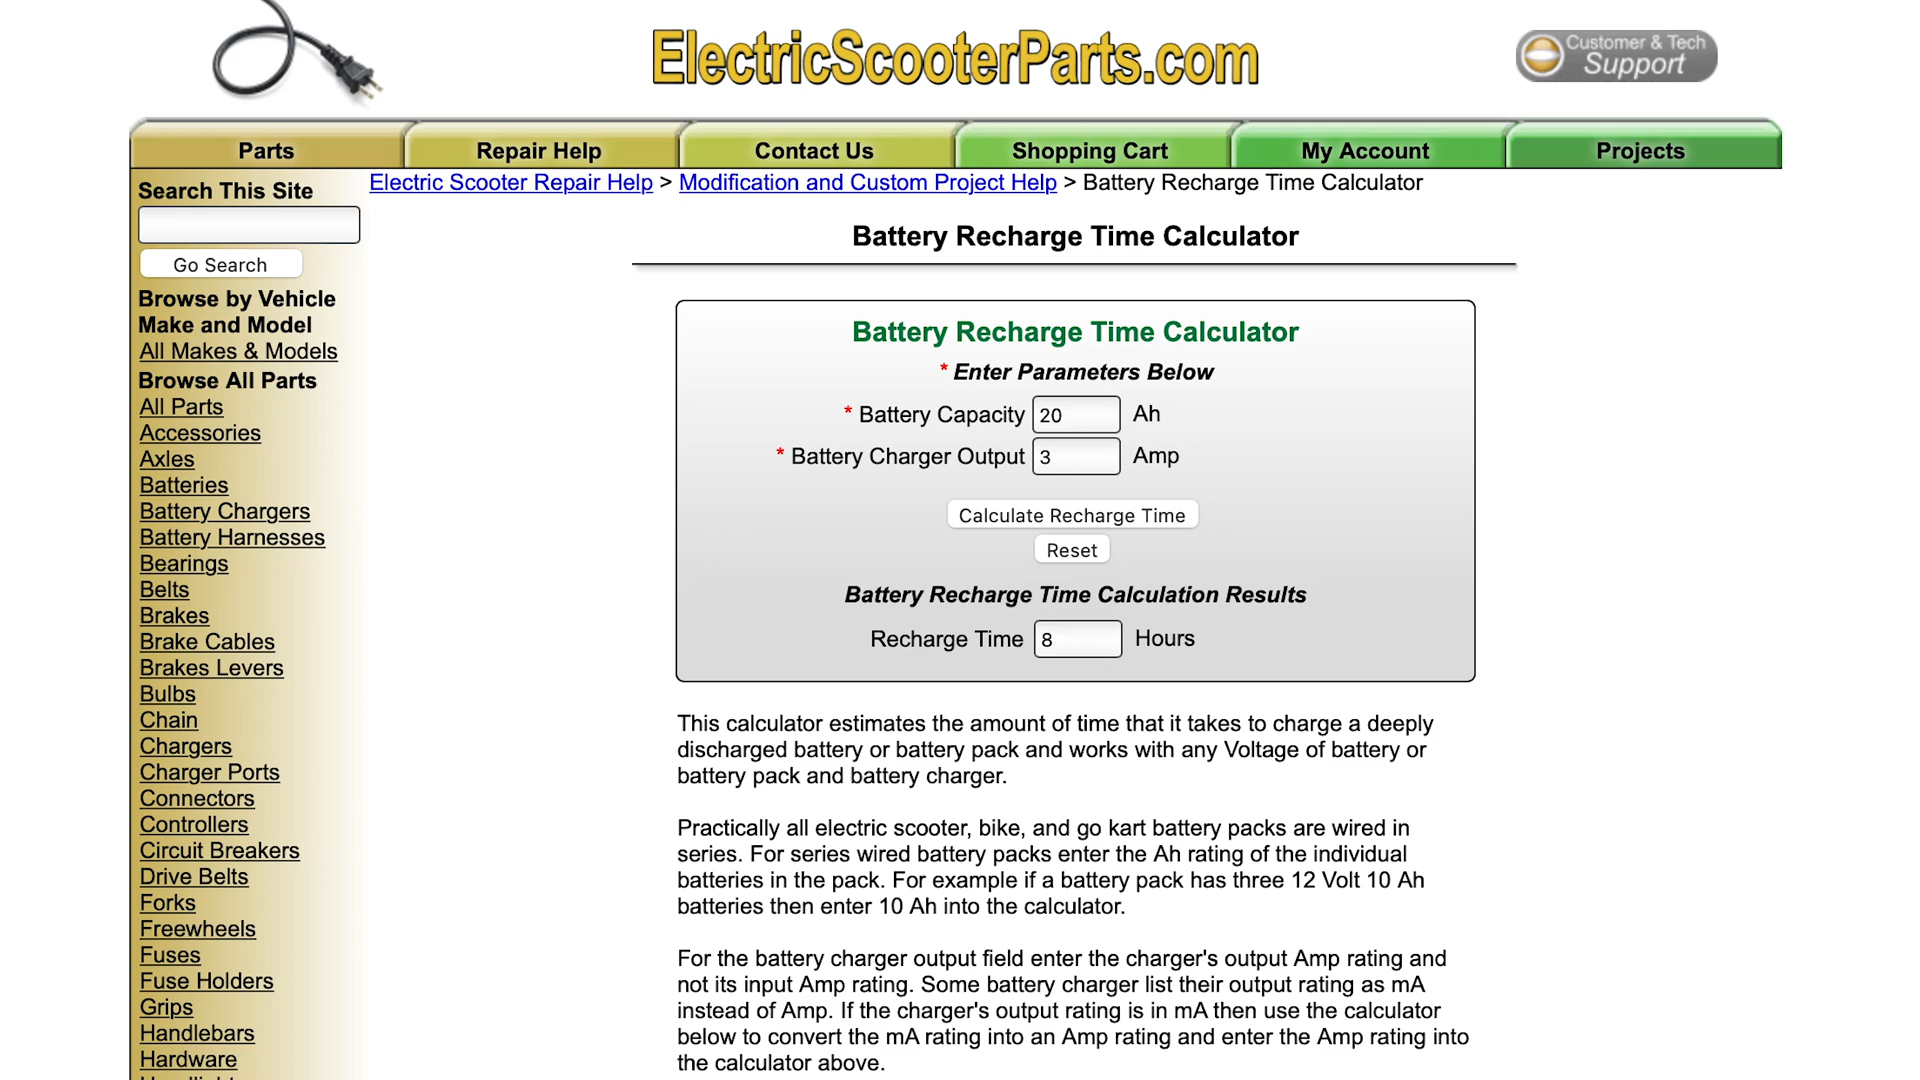 ElectricScooterParts.com
Customer & Tech
Support
Parts
Repair Help
Contact Us
Shopping Cart
My Account
Projects
Electric Scooter Repair Help > Modification and Custom Project Help > Battery Recharge Time Calculator
Search This Site
Go Search
Browse by Vehicle
Make and Model
All Makes & Models
Browse All Parts
All Parts
Accessories
Axles
Batteries
Battery Chargers
Battery Harnesses
Bearings
Belts
Brakes
Brake Cables
Brakes Levers
Bulbs
Chain
Chargers
Charger Ports
Connectors
Controllers
Circuit Breakers
Drive Belts
Forks
Freewheels
Fuses
Fuse Holders
Grips
Handlebars
Hardware
Battery Recharge Time Calculator
Battery Recharge Time Calculator
* Enter Parameters Below
* Battery Capacity 20 Ah
* Battery Charger Output 3 Amp
Calculate Recharge Time
Reset
Battery Recharge Time Calculation Results
Recharge Time 8 Hours
This calculator estimates the amount of time that it takes to charge a deeply
discharged battery or battery pack and works with any Voltage of battery or
battery pack and battery charger.
Practically all electric scooter, bike, and go kart battery packs are wired in
series. For series wired battery packs enter the Ah rating of the individual
batteries in the pack. For example if a battery pack has three 12 Volt 10 Ah
batteries then enter 10 Ah into the calculator.
For the battery charger output field enter the charger's output Amp rating and
not its input Amp rating. Some battery charger list their output rating as mA
instead of Amp. If the charger's output rating is in mA then use the calculator
below to convert the mA rating into an Amp rating and enter the Amp rating into
the calculator above.